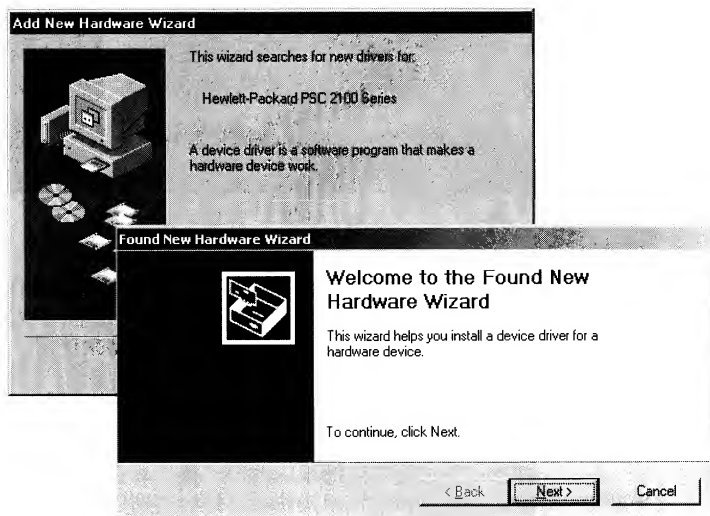 Add New Hardware Wizard
This wizard searches for new drivers for:
Hewlett-Packard PSC 2100 Series
A device driver is a software program that makes a
hardware device work.
Found New Hardware Wizard
Welcome to the Found New
Hardware Wizard
This wizard helps you install a device driver for a
hardware device.
To continue, click Next.
< Back
Next >
Cancel